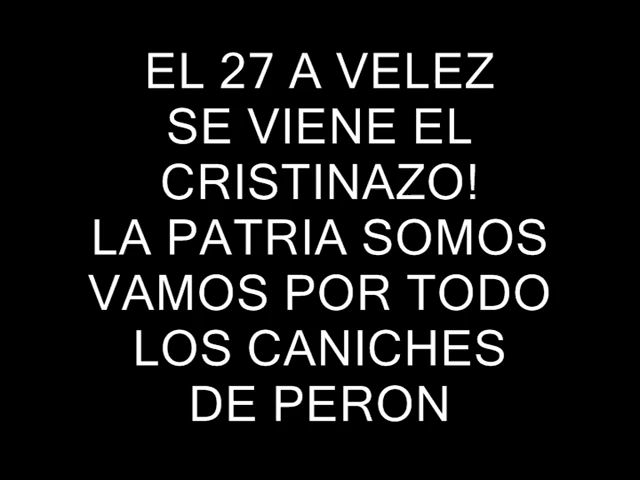 EL 27 A VELEZ
SE VIENE EL
CRISTINAZO!
LA PATRIA SOMOS
VAMOS POR TODO
LOS CANICHES
DE PERON